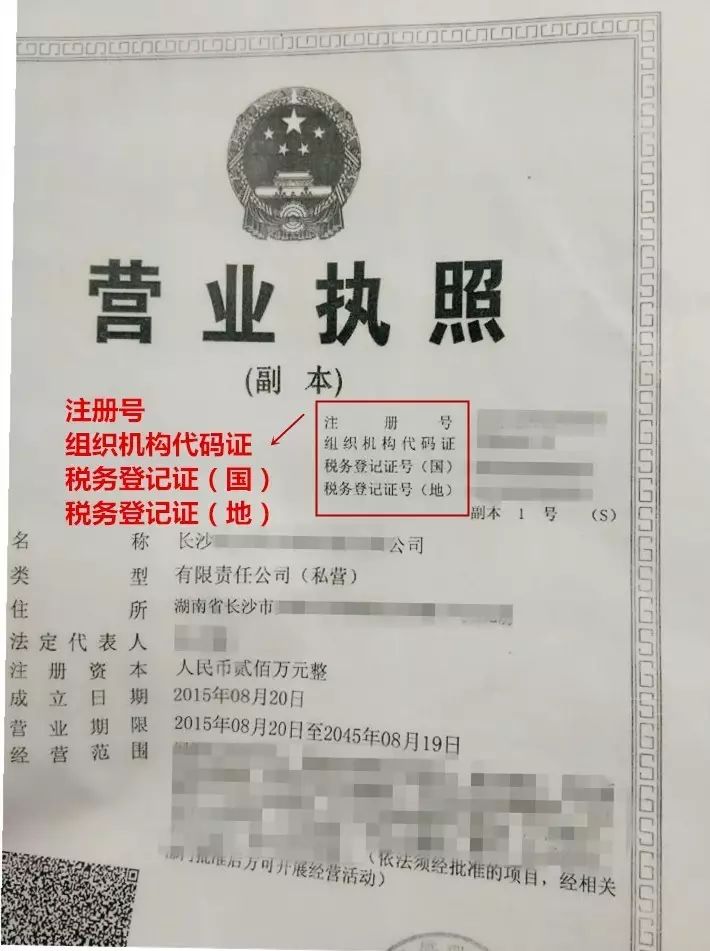 营业执照
(副 本)
注册号
组织机构代码证
税务登记证（国）
税务登记证（地）
注 册 号
组织机构代码证
税务登记证号（国）
税务登记证号（地）
副本 1 号 （S）
名 称 长沙 公司
类 型 有限责任公司（私营）
住 所 湖南省长沙市
法定代表人
注册资本 人民币贰佰万元整
成立日期 2015年08月20日
营业期限 2015年08月20日至2045年08月19日
经营范围
（依法须经批准的项目，经相关
部门批准后方可开展经营活动）